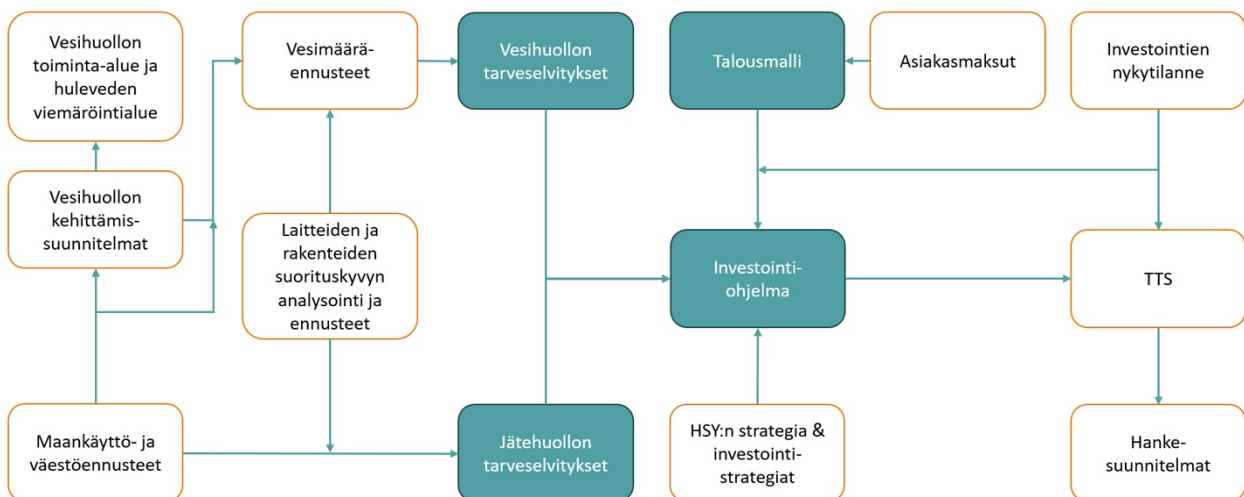 Vesihuollon
toiminta-alue ja
huleveden
viemäröintialue
Vesimäärä-
ennusteet
Vesihuollon
tarveselvitykset
Talousmalli
Asiakasmaksut
Investointien
nykytilanne
Vesihuollon
kehittämis-
suunnitelmat
Laitteiden ja
rakenteiden
suorituskyvyn
analysointi ja
ennusteet
Investointi-
ohjelma
TTS
Maankäyttö- ja
väestöennusteet
Jätehuollon
tarveselvitykset
HSY:n strategia &
investointi-
strategiat
Hanke-
suunnitelmat